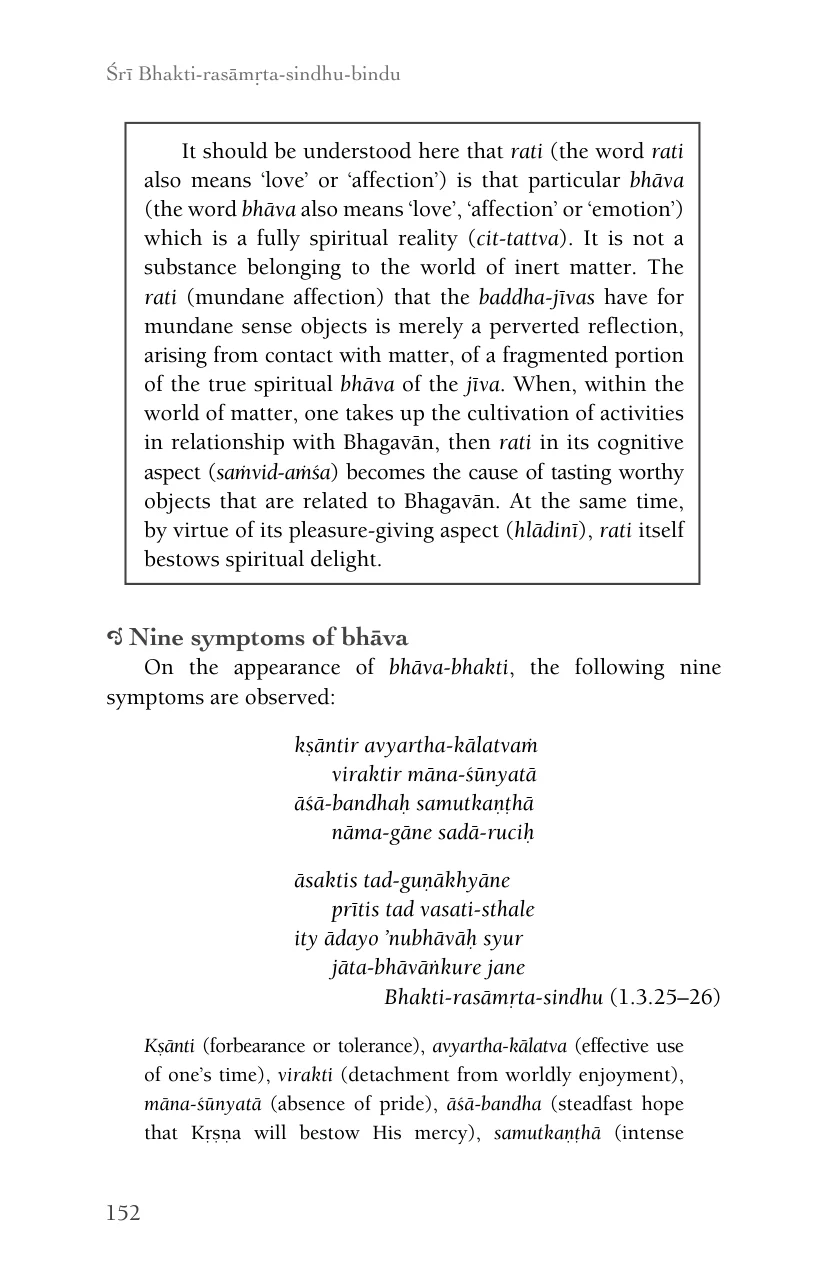 Śrī Bhakti-rasāmṛta-sindhu-bindu
It should be understood here that rati (the word rati
also means ‘love’ or ‘affection’) is that particular bhāva
(the word bhāva also means ‘love’, ‘affection’ or ‘emotion’)
which is a fully spiritual reality (cit-tattva). It is not a
substance belonging to the world of inert matter. The
rati (mundane affection) that the baddha-jīvas have for
mundane sense objects is merely a perverted reflection,
arising from contact with matter, of a fragmented portion
of the true spiritual bhāva of the jīva. When, within the
world of matter, one takes up the cultivation of activities
in relationship with Bhagavān, then rati in its cognitive
aspect (saṁvid-aṁśa) becomes the cause of tasting worthy
objects that are related to Bhagavān. At the same time,
by virtue of its pleasure-giving aspect (hlādinī), rati itself
bestows spiritual delight.
Nine symptoms of bhāva
On the appearance of bhāva-bhakti, the following nine
symptoms are observed:
kṣāntir avyartha-kālatvaṁ
viraktir māna-śūnyatā
āśā-bandhaḥ samutkaṇṭhā
nāma-gāne sadā-ruciḥ
āsaktis tad-guṇākhyāne
prītis tad vasati-sthale
ity ādayo ’nubhāvāḥ syur
jāta-bhāvāṅkure jane
Bhakti-rasāmṛta-sindhu (1.3.25–26)
Kṣānti (forbearance or tolerance), avyartha-kālatva (effective use
of one’s time), virakti (detachment from worldly enjoyment),
māna-śūnyatā (absence of pride), āśā-bandha (steadfast hope
that Kṛṣṇa will bestow His mercy), samutkaṇṭhā (intense
152